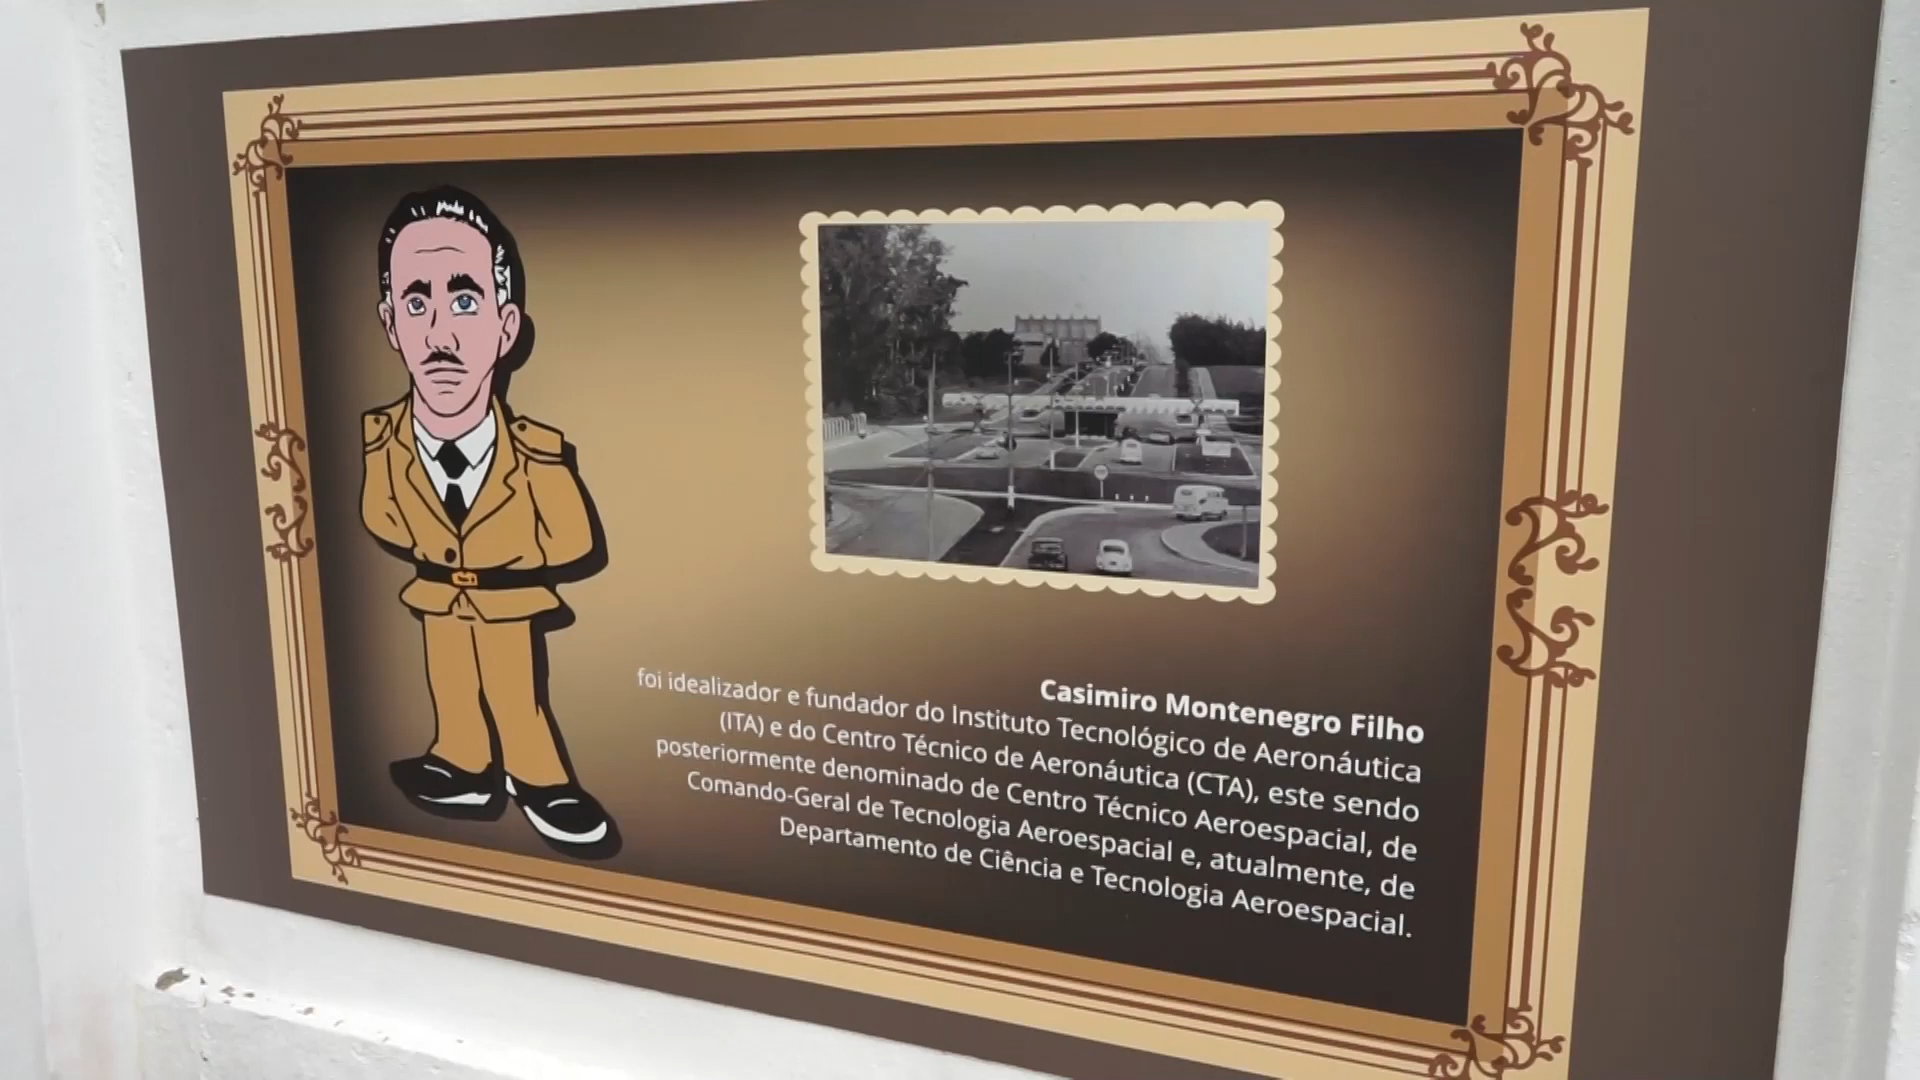 Casimiro Montenegro Filho
foi idealizador e fundador do Instituto Tecnológico de Aeronáutica
(ITA) e do Centro Técnico de Aeronáutica (CTA), este sendo
posteriormente denominado de Centro Técnico Aeroespacial, de
Comando-Geral de Tecnologia Aeroespacial e, atualmente, de
Departamento de Ciência e Tecnologia Aeroespacial.